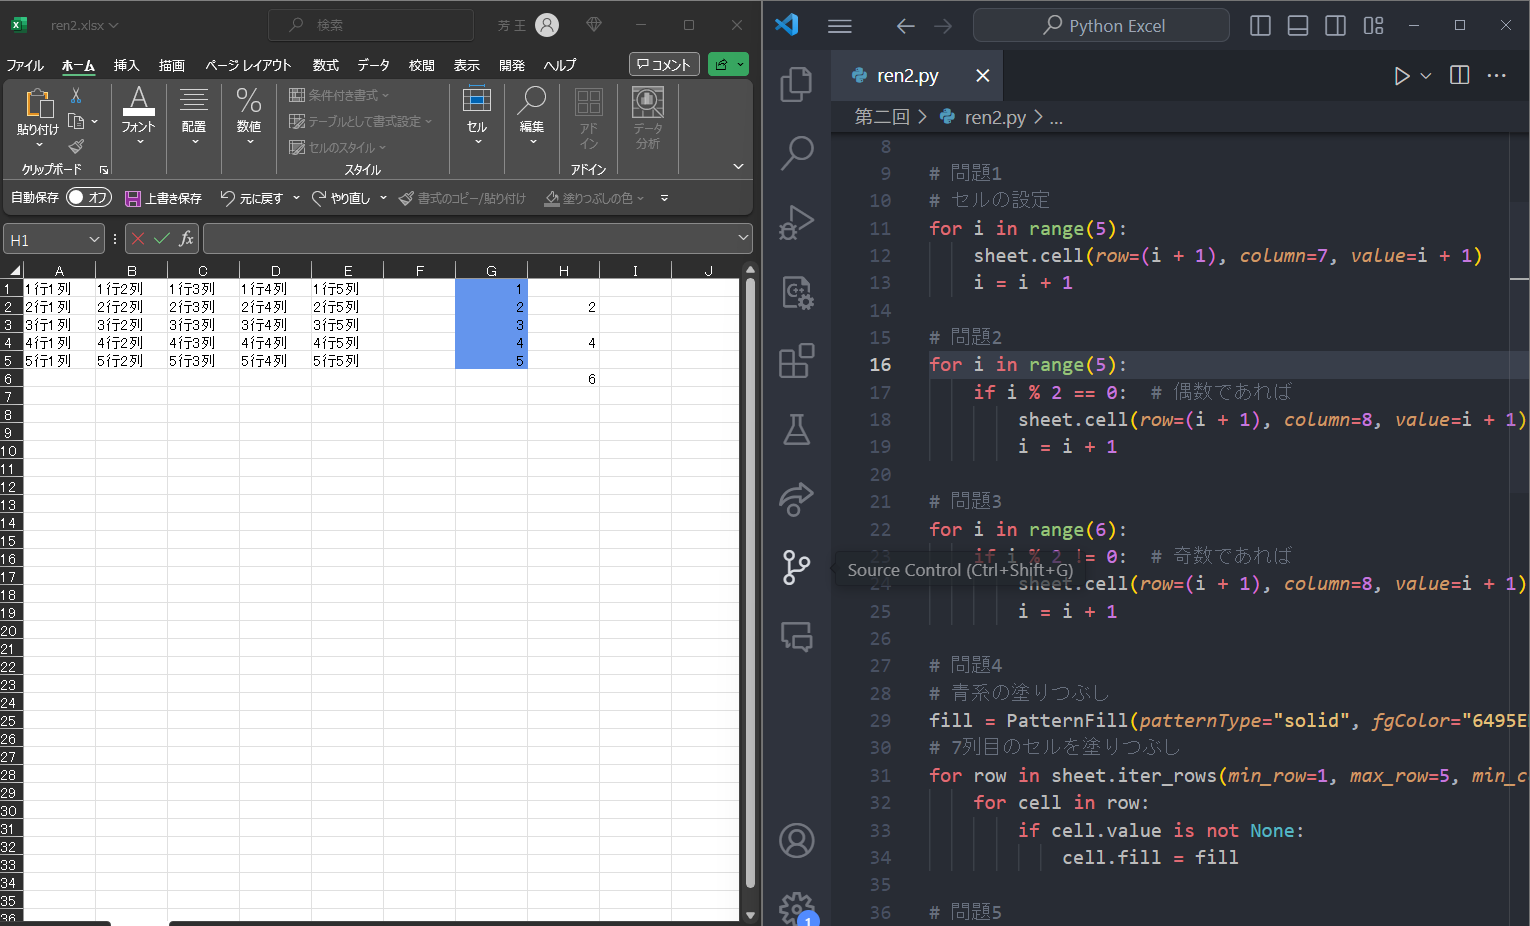 ren2.xlsx
検索
芳 王
ファイル ホーム 挿入 描画 ページ レイアウト 数式 データ 校閲 表示 開発 ヘルプ
コメント
貼り付け
クリップボード
フォント
配置
数値
条件付き書式
テーブルとして書式設定
セルのスタイル
スタイル
セル
編集
アドイン
アドイン
データ分析
自動保存 オフ 上書き保存 元に戻す やり直し 書式のコピー/貼り付け 塗りつぶしの色
H1 fx
A B C D E F G H I J
1 1行1列 1行2列 1行3列 1行4列 1行5列 1
2 2行1列 2行2列 2行3列 2行4列 2行5列 2 2
3 3行1列 3行2列 3行3列 3行4列 3行5列 3
4 4行1列 4行2列 4行3列 4行4列 4行5列 4 4
5 5行1列 5行2列 5行3列 5行4列 5行5列 5
6 6
7
8
9
10
11
12
13
14
15
16
17
18
19
20
21
22
23
24
25
26
27
28
29
30
31
32
33
34
35
36
Python Excel
ren2.py
第二回 > ren2.py > ...
8
9 # 問題1
10 # セルの設定
11 for i in range(5):
12 sheet.cell(row=(i + 1), column=7, value=i + 1)
13 i = i + 1
14
15 # 問題2
16 for i in range(5):
17 if i % 2 == 0: # 偶数であれば
18 sheet.cell(row=(i + 1), column=8, value=i + 1)
19 i = i + 1
20
21 # 問題3
22 for i in range(6):
23 if i % 2 != 0: # 奇数であれば
Source Control (Ctrl+Shift+G)
24 sheet.cell(row=(i + 1), column=8, value=i + 1)
25 i = i + 1
26
27 # 問題4
28 # 青系の塗りつぶし
29 fill = PatternFill(patternType="solid", fgColor="6495E
30 # 7列目のセルを塗りつぶし
31 for row in sheet.iter_rows(min_row=1, max_row=5, min_c
32 for cell in row:
33 if cell.value is not None:
34 cell.fill = fill
35
36 # 問題5
1